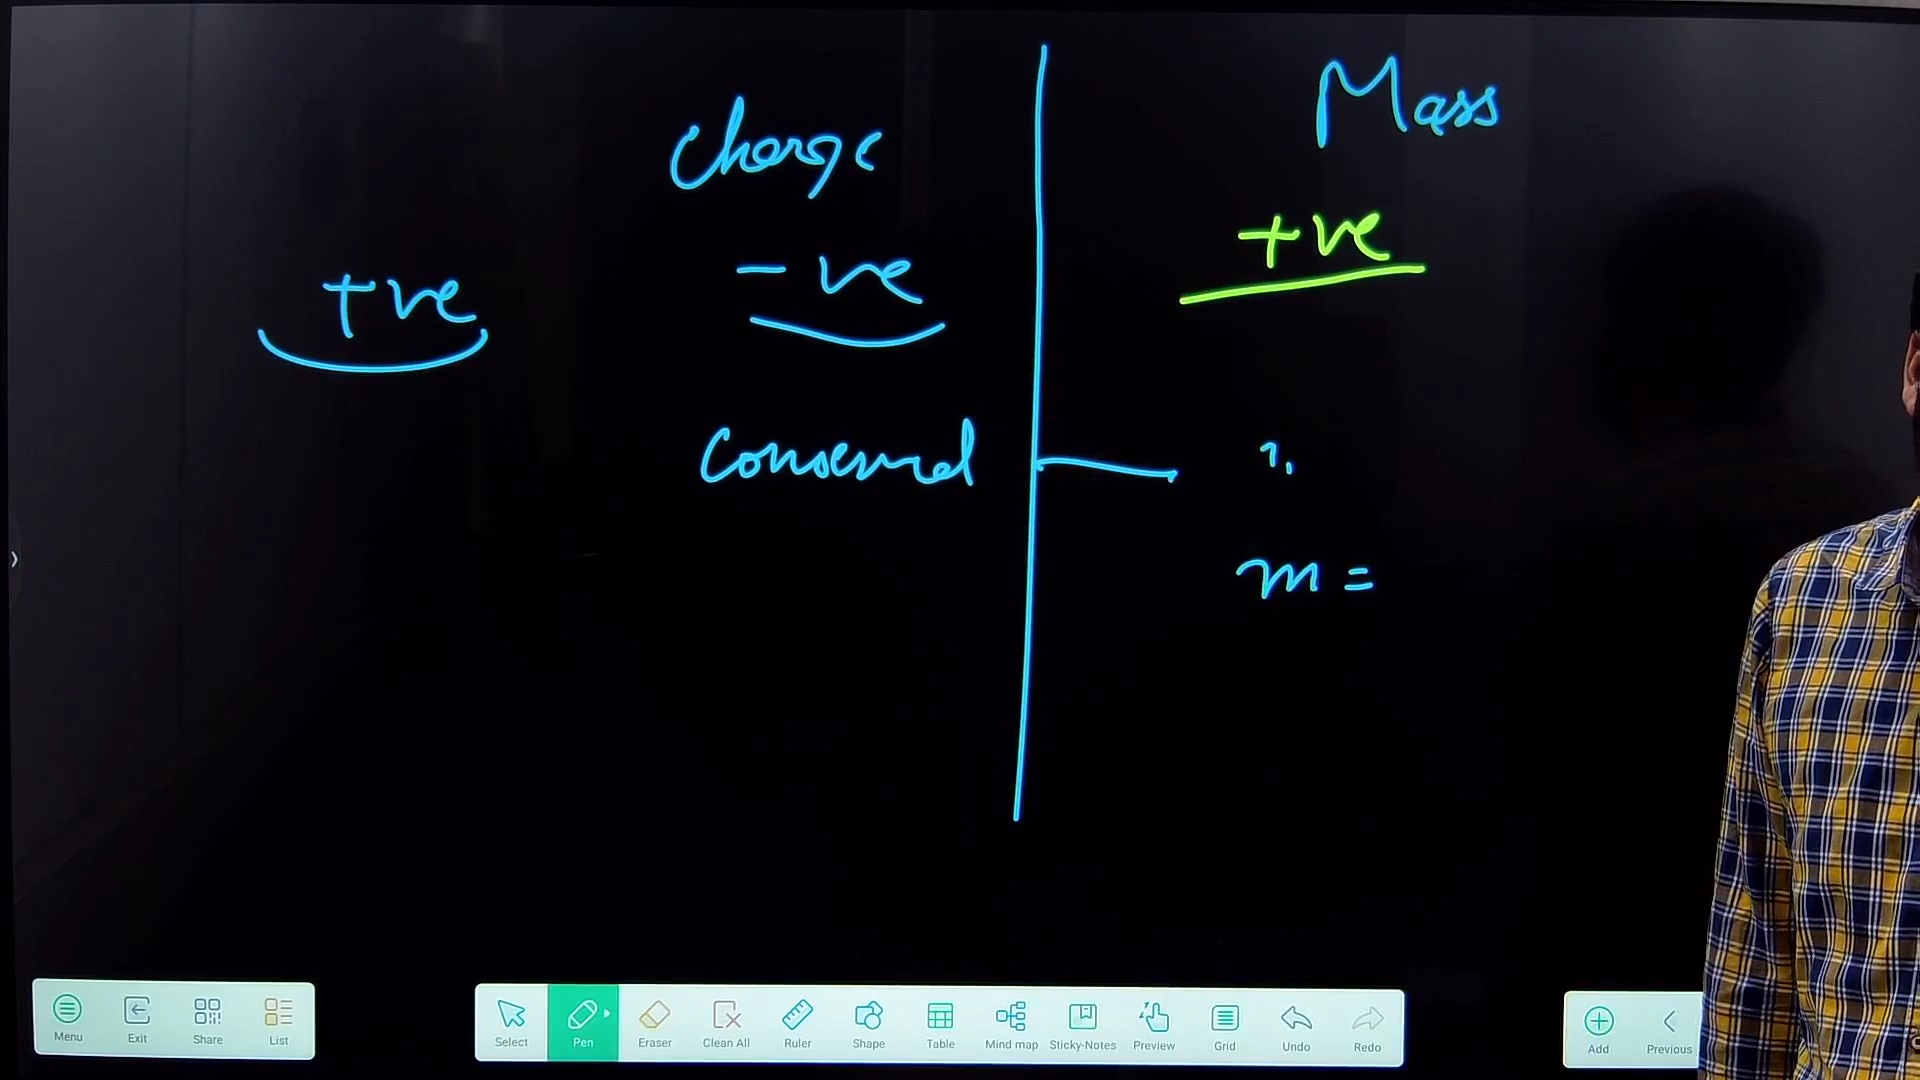 Charge
Mass
+ve
-ve
+ve
Conserved
m =
Menu
Exit
Share
List
Select
Pen
Eraser
Clean All
Ruler
Shape
Table
Mind map
Sticky-Notes
Preview
Grid
Undo
Redo
Add
Previous